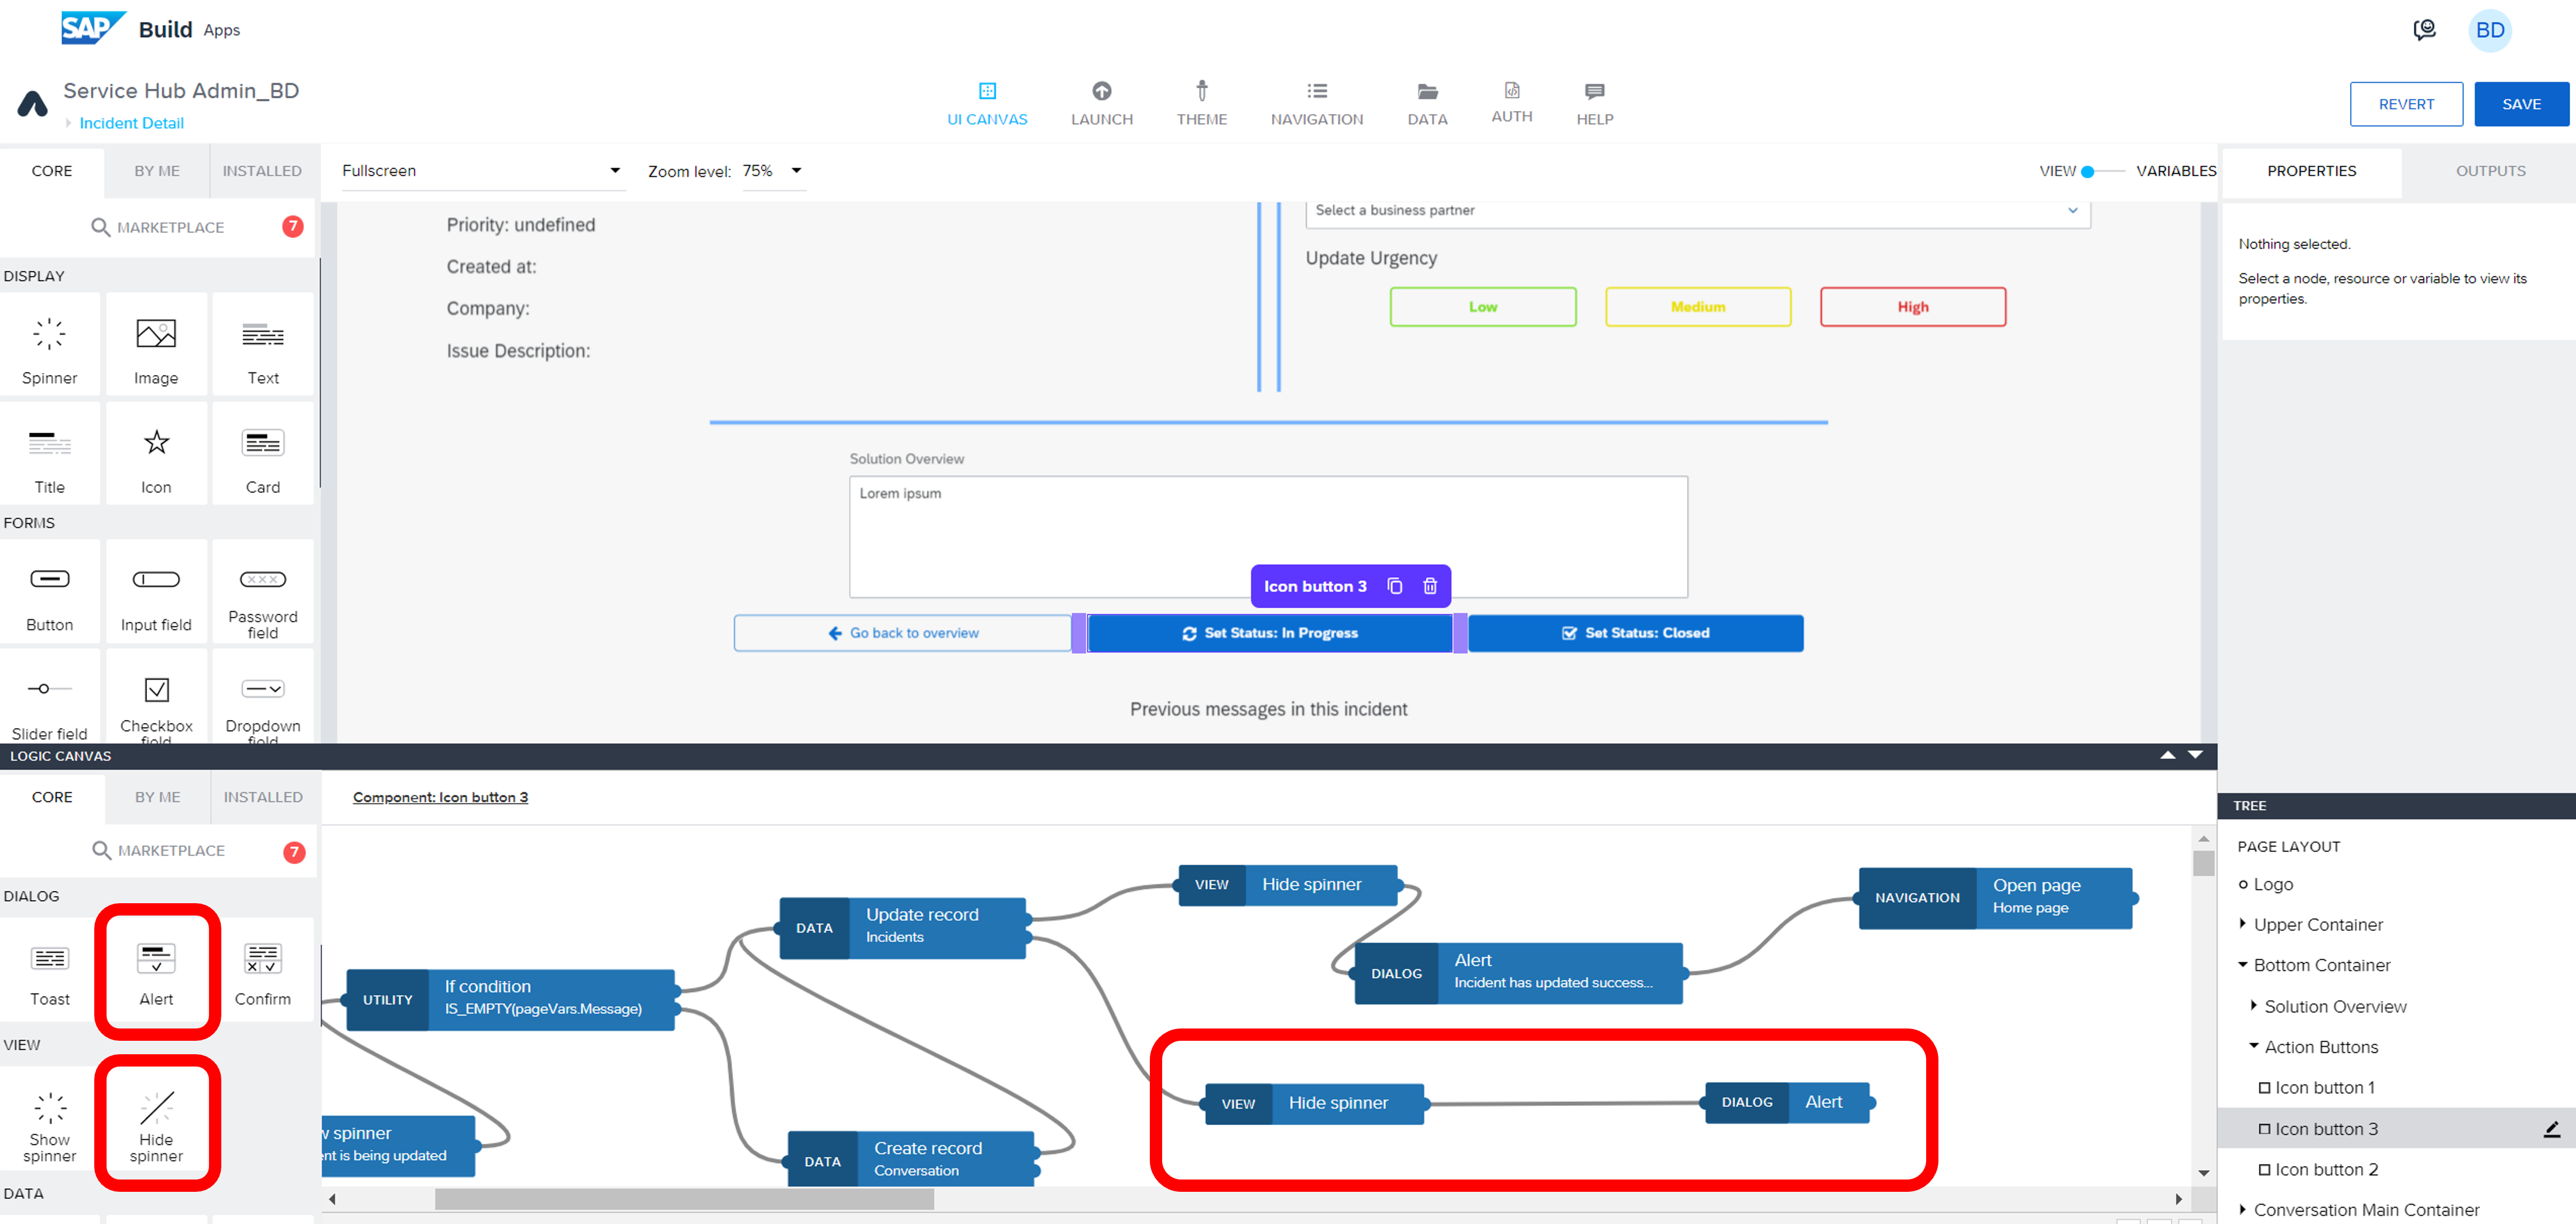 SAP Build Apps
BD
Service Hub Admin_BD
Incident Detail
UI CANVAS
LAUNCH
THEME
NAVIGATION
DATA
AUTH
HELP
REVERT
SAVE
CORE
BY ME
INSTALLED
Fullscreen
Zoom level: 75%
VIEW
VARIABLES
PROPERTIES
OUTPUTS
MARKETPLACE
7
DISPLAY
Spinner
Image
Text
Title
Icon
Card
FORMS
Button
Input field
Password
field
Slider field
Checkbox
field
Dropdown
field
Priority: undefined
Created at:
Company:
Issue Description:
Select a business partner
Update Urgency
Low
Medium
High
Solution Overview
Lorem ipsum
Icon button 3
Go back to overview
Set Status: In Progress
Set Status: Closed
Previous messages in this incident
Nothing selected.
Select a node, resource or variable to view its
properties.
LOGIC CANVAS
CORE
BY ME
INSTALLED
Component: Icon button 3
MARKETPLACE
7
DIALOG
Toast
Alert
Confirm
VIEW
Show
spinner
Hide
spinner
DATA
UTILITY
If condition
IS_EMPTY(pageVars.Message)
w spinner
ent is being updated
DATA
Update record
Incidents
DATA
Create record
Conversation
VIEW
Hide spinner
DIALOG
Alert
Incident has updated success...
NAVIGATION
Open page
Home page
VIEW
Hide spinner
DIALOG
Alert
TREE
PAGE LAYOUT
Logo
Upper Container
Bottom Container
Solution Overview
Action Buttons
Icon button 1
Icon button 3
Icon button 2
Conversation Main Container